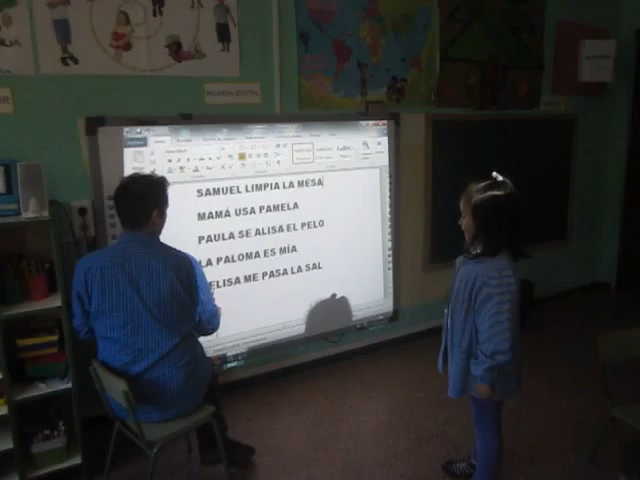 PIZARRA DIGITAL
SAMUEL LIMPIA LA MESA
MAMÁ USA PAMELA
PAULA SE ALISA EL PELO
LA PALOMA ES MÍA
ELISA ME PASA LA SAL